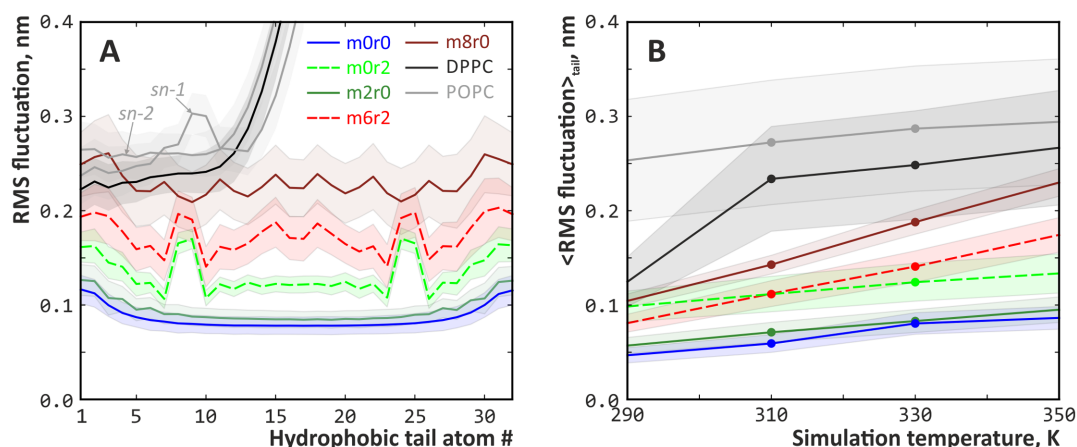 A
B
RMS fluctuation, nm
0.4
0.3
0.2
0.1
0.0
sn-1
sn-2
m0r0
m0r2
m2r0
m6r2
m8r0
DPPC
POPC
1 5 10 15 20 25 30
Hydrophobic tail atom #
<RMS fluctuation>tail, nm
0.4
0.3
0.2
0.1
0.0
290 310 330 350
Simulation temperature, K